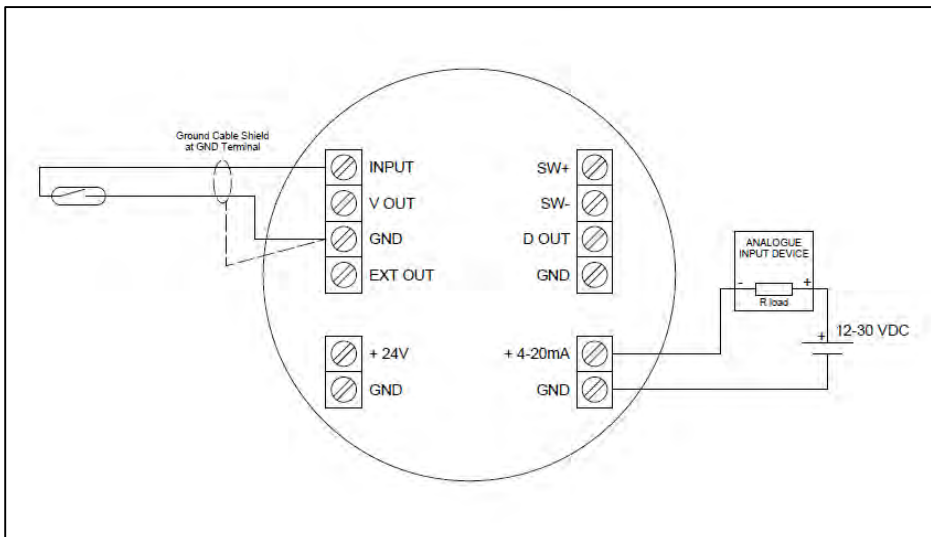 Ground Cable Shield
at GND Terminal
INPUT
V OUT
GND
EXT OUT
+ 24V
GND
SW+
SW-
D OUT
GND
+ 4-20mA
GND
ANALOGUE
INPUT DEVICE
- +
R load
+
12-30 VDC